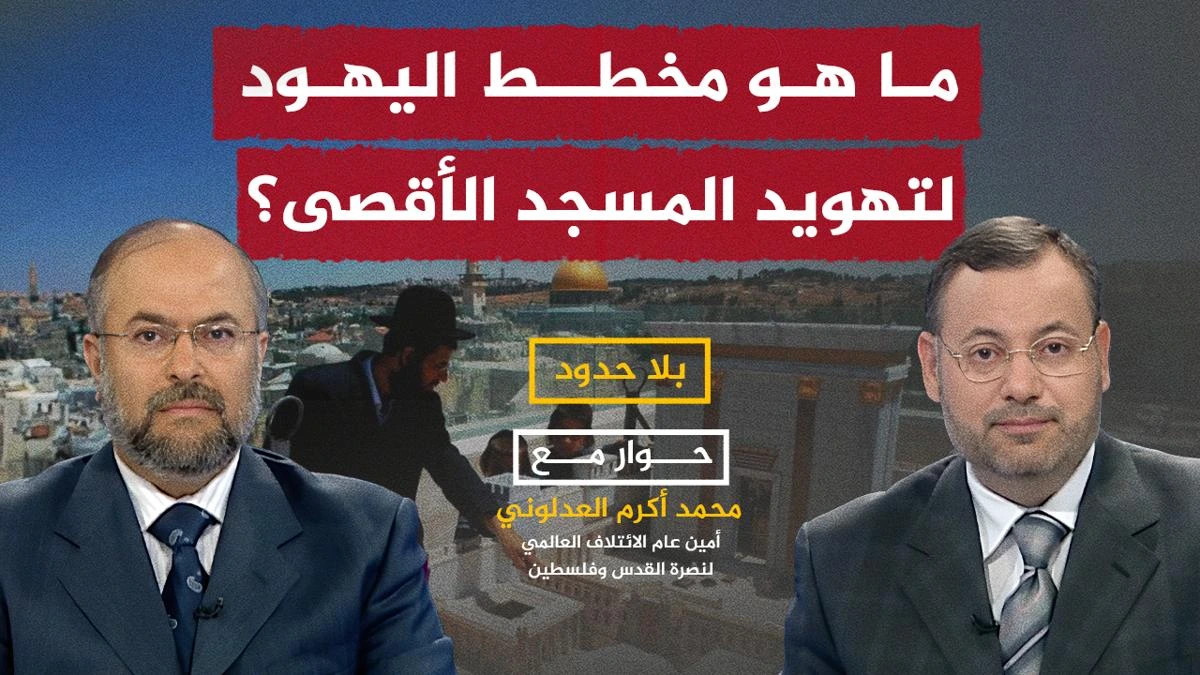 ما هو مخطط اليهود
لتهويد المسجد الأقصى؟
بلا حدود
حوار مع
محمد أكرم العدلوني
أمين عام الائتلاف العالمي
لنصرة القدس وفلسطين